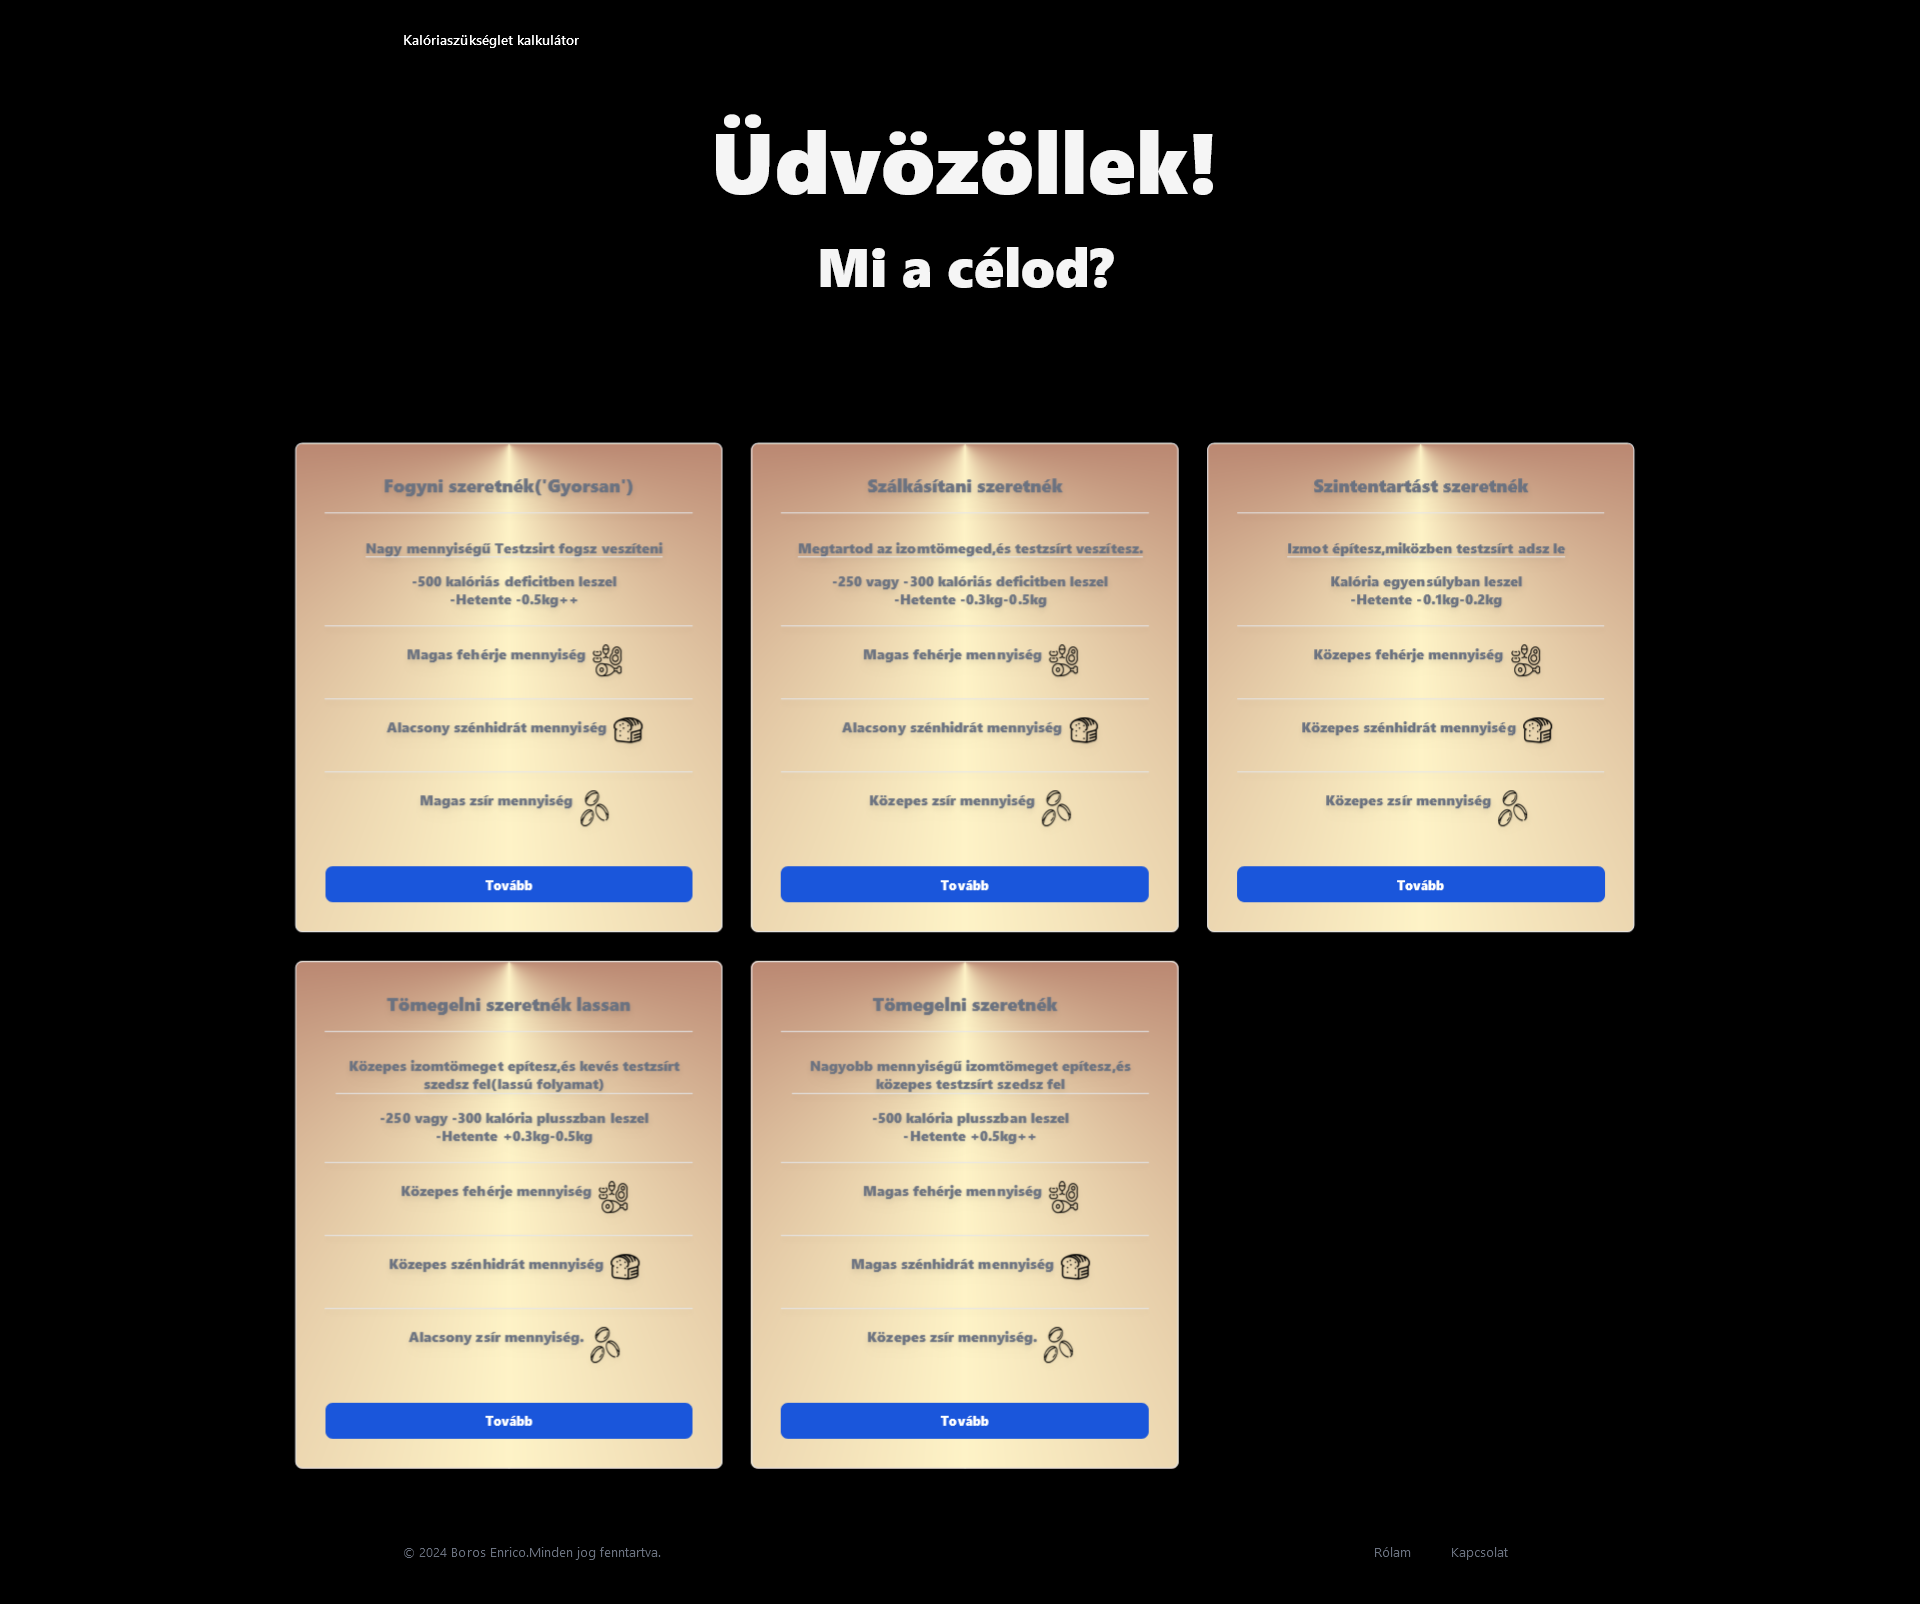 Kalóriaszükséglet kalkulátor
Üdvözöllek!
Mi a célod?
Fogyni szeretnék('Gyorsan')
Nagy mennyiségű Testzsirt fogsz veszíteni
-500 kalóriás deficitben leszel
-Hetente -0.5kg++
Magas fehérje mennyiség
Alacsony szénhidrát mennyiség
Magas zsír mennyiség
Tovább
Szálkásítani szeretnék
Megtartod az izomtömeged,és testzsírt veszítesz.
-250 vagy -300 kalóriás deficitben leszel
-Hetente -0.3kg-0.5kg
Magas fehérje mennyiség
Alacsony szénhidrát mennyiség
Közepes zsír mennyiség
Tovább
Szintentartást szeretnék
Izmot építesz,miközben testzsírt adsz le
Kalória egyensúlyban leszel
-Hetente -0.1kg-0.2kg
Közepes fehérje mennyiség
Közepes szénhidrát mennyiség
Közepes zsír mennyiség
Tovább
Tömegelni szeretnék lassan
Közepes izomtömeget építesz,és kevés testzsírt
szedsz fel(lassú folyamat)
-250 vagy -300 kalória plusszban leszel
-Hetente +0.3kg-0.5kg
Közepes fehérje mennyiség
Közepes szénhidrát mennyiség
Alacsony zsír mennyiség.
Tovább
Tömegelni szeretnék
Nagyobb mennyiségű izomtömeget építesz,és
közepes testzsírt szedsz fel
-500 kalória plusszban leszel
-Hetente +0.5kg++
Magas fehérje mennyiség
Magas szénhidrát mennyiség
Közepes zsír mennyiség.
Tovább
© 2024 Boros Enrico.Minden jog fenntartva.
Rólam
Kapcsolat